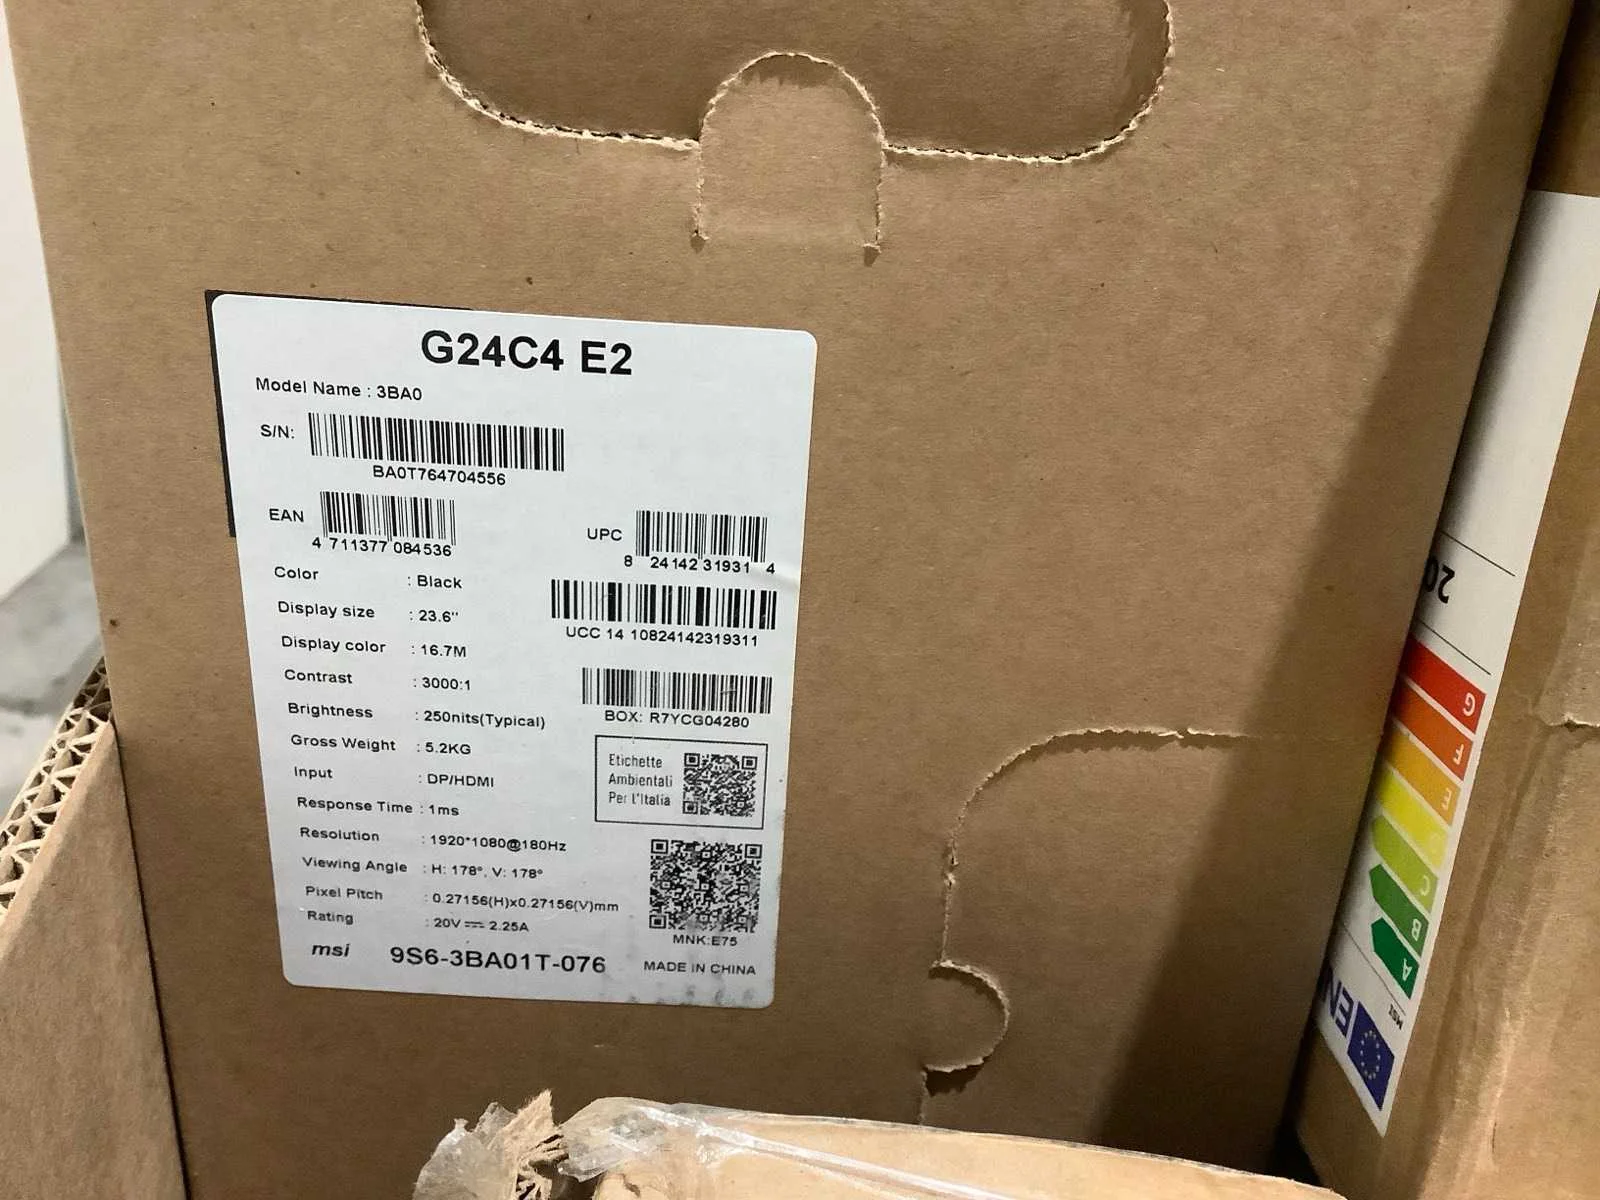 G24C4 E2
Model Name : 3BA0
S/N:
BA0T764704556
EAN
4 711377 084536
UPC
8 24142 31931 4
Color : Black
UCC 14 10824142319311
Display size : 23.6"
Display color : 16.7M
Contrast : 3000:1
BOX: R7YCG04280
Brightness : 250nits(Typical)
Gross Weight : 5.2KG
Input : DP/HDMI
Response Time : 1ms
Resolution : 1920*1080@180Hz
Viewing Angle : H: 178°, V: 178°
Pixel Pitch : 0.27156(H)x0.27156(V)mm
Rating : 20V ⎓ 2.25A
Etichette
Ambientali
Per l'Italia
MNK:E75
msi 9S6-3BA01T-076 MADE IN CHINA
20
G
F
E
D
C
B
A
MSI
EN